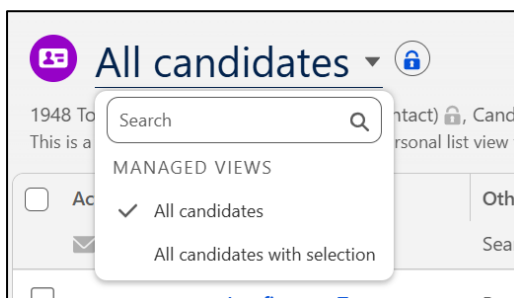 All candidates
1948 To ntact) , Cand
This is a rsonal list view
Search
MANAGED VIEWS
All candidates
All candidates with selection
Ac Oth
Sea